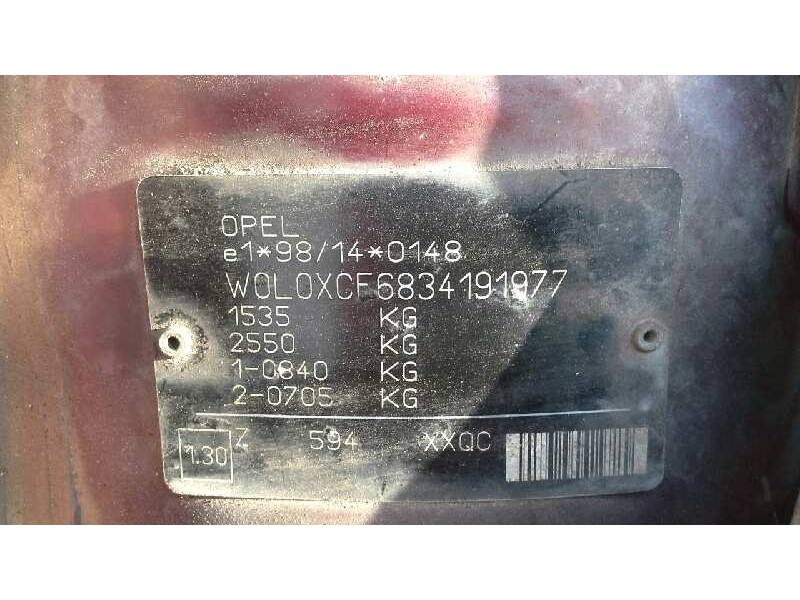 OPEL
e1*98/14*0148
W0L0XCF6834191977
1535 KG
2550 KG
1-0840 KG
2-0705 KG
1.30 Z 594 XXQC